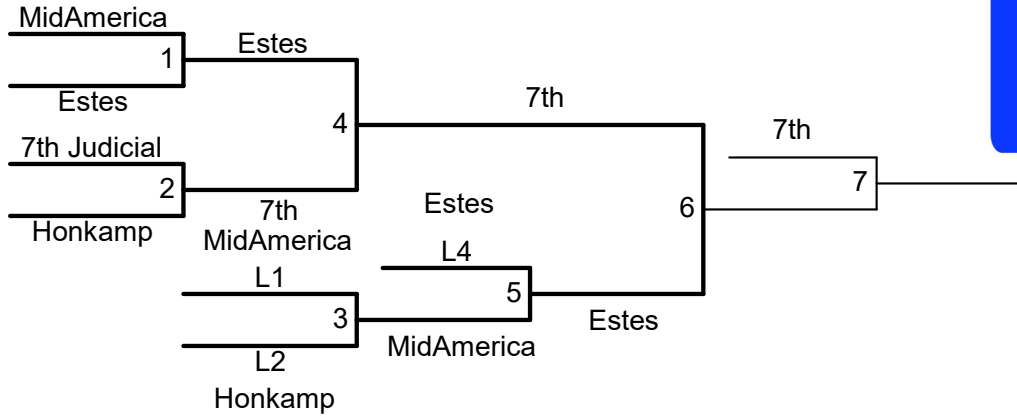 MidAmerica
1
Estes
Estes
7th Judicial
2
Honkamp
7th
4
7th
MidAmerica
L1
3
L2
Honkamp
Estes
L4
5
MidAmerica
Estes
6
7th
7